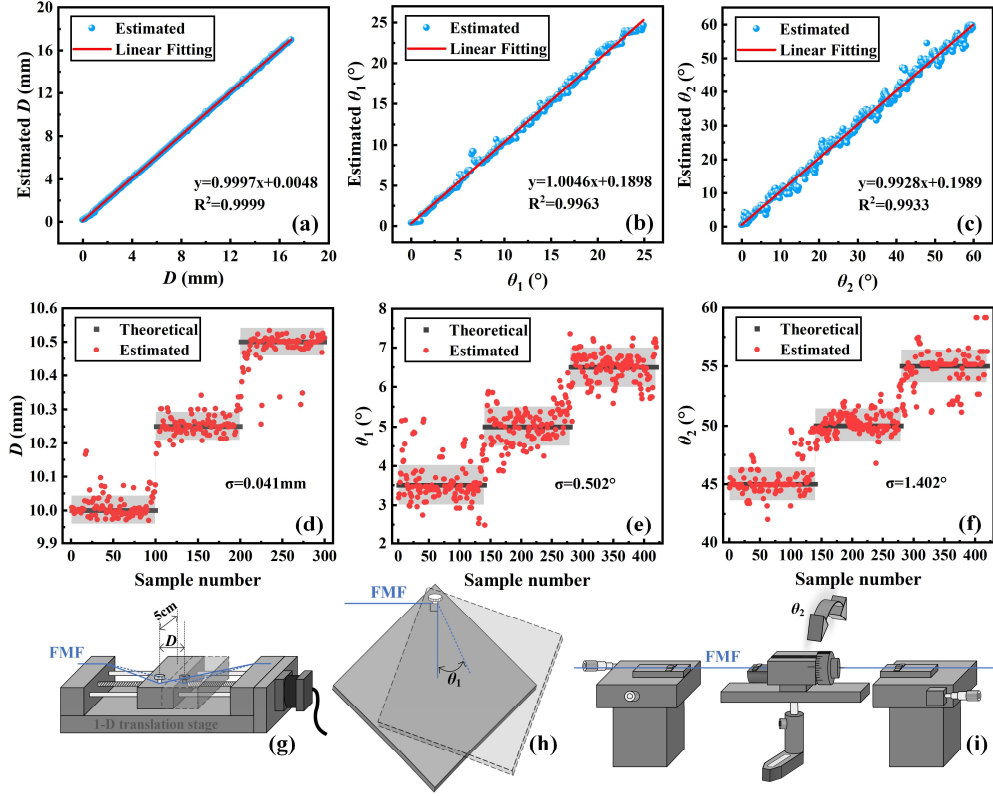 Estimated
Linear Fitting
y=0.9997x+0.0048
R²=0.9999
(a)
Estimated D (mm)
0
4
8
12
16
20
0
4
8
12
16
20
D (mm)
Estimated
Linear Fitting
y=1.0046x+0.1898
R²=0.9963
(b)
Estimated θ₁ (°)
0
5
10
15
20
25
0
5
10
15
20
25
θ₁ (°)
Estimated
Linear Fitting
y=0.9928x+0.1989
R²=0.9933
(c)
Estimated θ₂ (°)
0
10
20
30
40
50
60
0
10
20
30
40
50
60
θ₂ (°)
Theoretical
Estimated
σ=0.041mm
(d)
D (mm)
10.6
10.5
10.4
10.3
10.2
10.1
10.0
9.9
0
50
100
150
200
250
300
Sample number
Theoretical
Estimated
σ=0.502°
(e)
θ₁ (°)
8
7
6
5
4
3
2
0
50
100
150
200
250
300
350
400
Sample number
Theoretical
Estimated
σ=1.402°
(f)
θ₂ (°)
60
55
50
45
40
0
50
100
150
200
250
300
350
400
Sample number
5cm
D
FMF
1-D translation stage
(g)
FMF
θ₁
(h)
θ₂
FMF
(i)